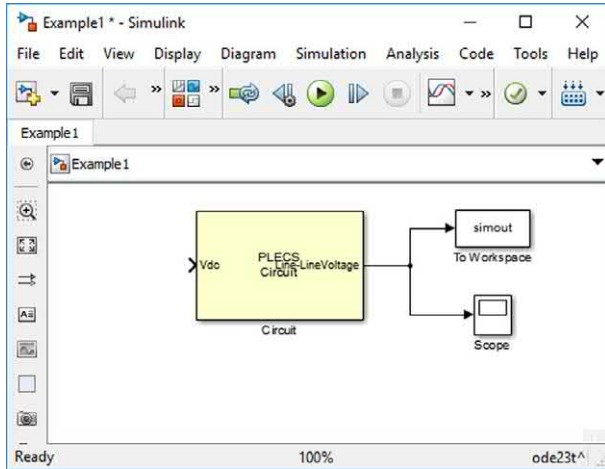 Example1 * - Simulink
File Edit View Display Diagram Simulation Analysis Code Tools Help
Example1
Example1
simout
To Workspace
PLECS
Circuit
Vdc
Line-LineVoltage
Circuit
Scope
Ready 100% ode23t^